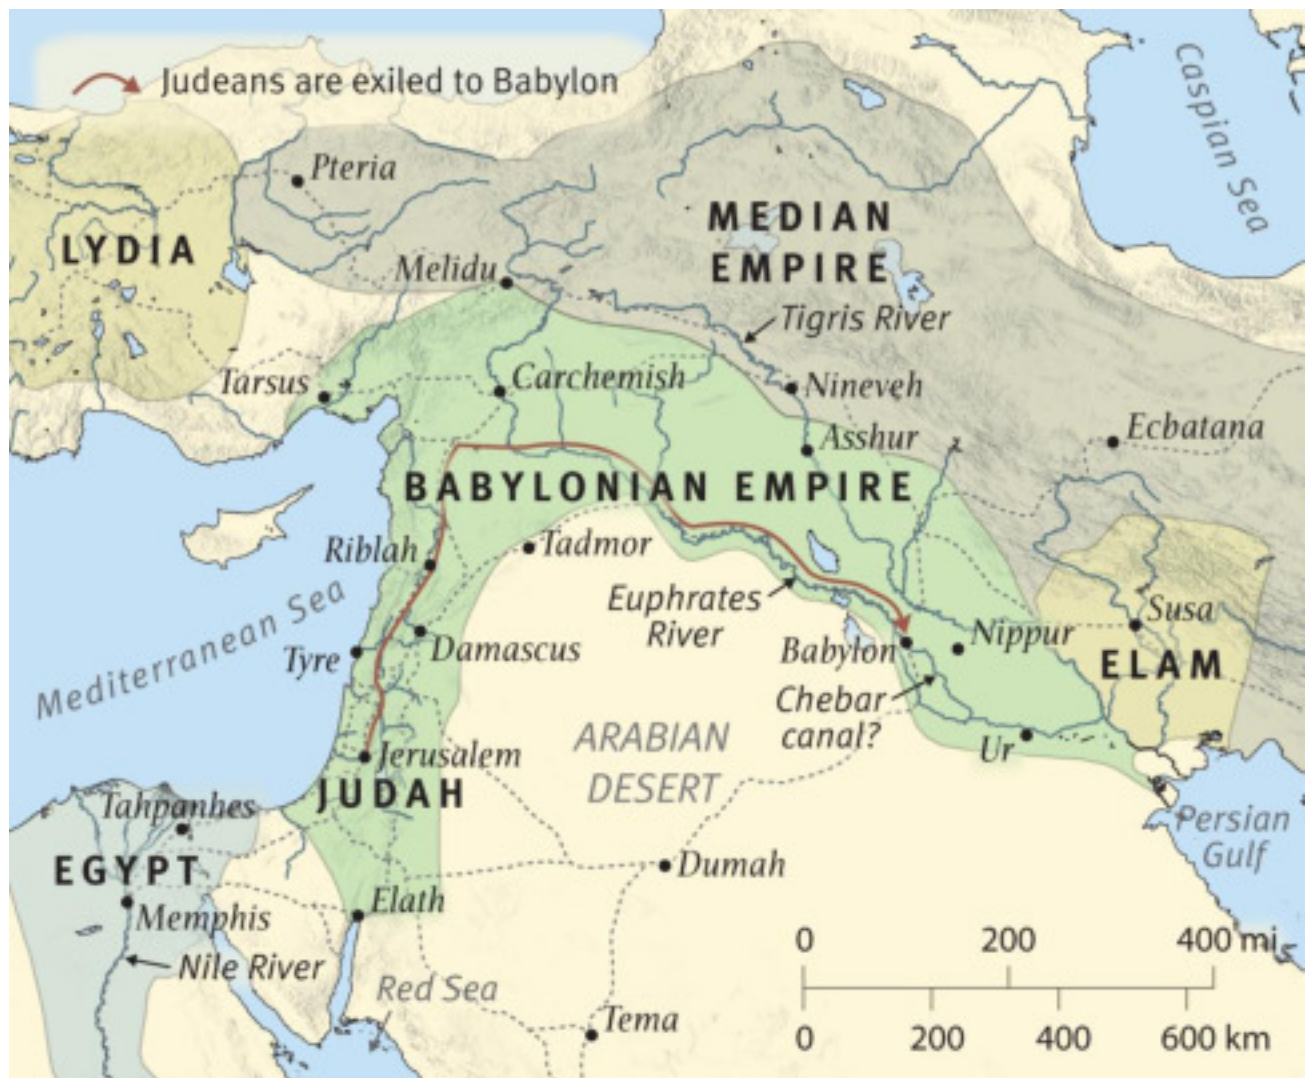 Judeans are exiled to Babylon
Caspian Sea
Pteria
MEDIAN
EMPIRE
LYDIA
Melidu
Tigris River
Tarsus
Carchemish
Nineveh
Asshur
Ecbatana
BABYLONIAN EMPIRE
Riblah
Tadmor
Mediterranean Sea
Euphrates
River
Susa
Tyre
Damascus
Babylon
Nippur
ELAM
Chebar
canal?
ARABIAN
DESERT
Ur
Jerusalem
JUDAH
Tahpanhes
Persian
Gulf
EGYPT
Dumah
Elath
Memphis
Nile River
Red Sea
Tema
0 200 400 mi
0 200 400 600 km